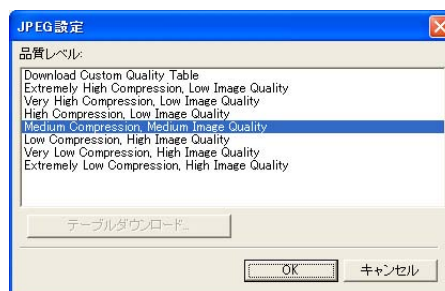 JPEG設定
品質レベル:
Download Custom Quality Table
Extremely High Compression, Low Image Quality
Very High Compression, Low Image Quality
High Compression, Low Image Quality
Medium Compression, Medium Image Quality
Low Compression, High Image Quality
Very Low Compression, High Image Quality
Extremely Low Compression, High Image Quality
テーブルダウンロード...
OK キャンセル